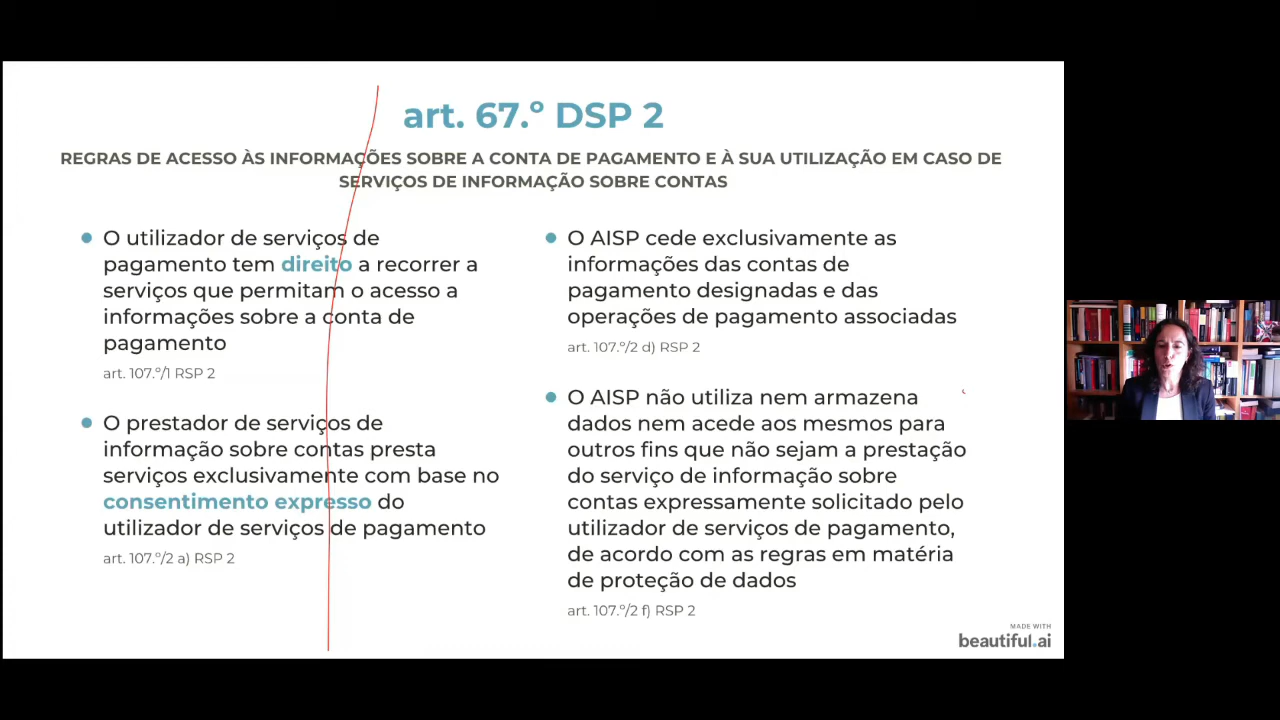 art. 67.º DSP 2
REGRAS DE ACESSO ÀS INFORMAÇÕES SOBRE A CONTA DE PAGAMENTO E À SUA UTILIZAÇÃO EM CASO DE
SERVIÇOS DE INFORMAÇÃO SOBRE CONTAS
O utilizador de serviços de
pagamento tem direito a recorrer a
serviços que permitam o acesso a
informações sobre a conta de
pagamento
art. 107.º/1 RSP 2
O prestador de serviços de
informação sobre contas presta
serviços exclusivamente com base no
consentimento expresso do
utilizador de serviços de pagamento
art. 107.º/2 a) RSP 2
O AISP cede exclusivamente as
informações das contas de
pagamento designadas e das
operações de pagamento associadas
art. 107.º/2 d) RSP 2
O AISP não utiliza nem armazena
dados nem acede aos mesmos para
outros fins que não sejam a prestação
do serviço de informação sobre
contas expressamente solicitado pelo
utilizador de serviços de pagamento,
de acordo com as regras em matéria
de proteção de dados
art. 107.º/2 f) RSP 2
MADE WITH
beautiful.ai